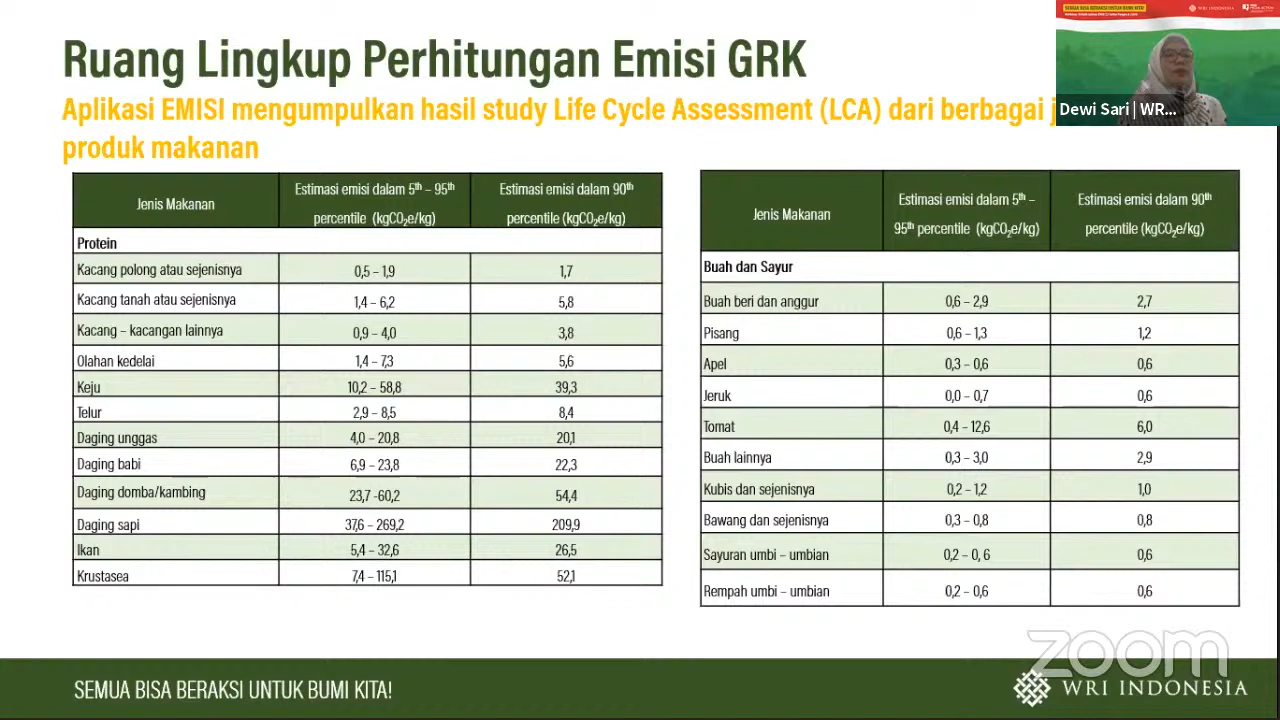 Ruang Lingkup Perhitungan Emisi GRK
Aplikasi EMISI mengumpulkan hasil study Life Cycle Assessment (LCA) dari berbagai
produk makanan
SEMUA BISA BERAKSI UNTUK BUMI KITA!
WRI INDONESIA
Dewi Sari | WR...
Jenis Makanan Estimasi emisi dalam 5th – 95th percentile (kgCO2e/kg) Estimasi emisi dalam 90th percentile (kgCO2e/kg)
Protein
Kacang polong atau sejenisnya 0,5 – 1,9 1,7
Kacang tanah atau sejenisnya 1,4 – 6,2 5,8
Kacang – kacangan lainnya 0,9 – 4,0 3,8
Olahan kedelai 1,4 – 7,3 5,6
Keju 10,2 – 58,8 39,3
Telur 2,9 – 8,5 8,4
Daging unggas 4,0 – 20,8 20,1
Daging babi 6,9 – 23,8 22,3
Daging domba/kambing 23,7 -60,2 54,4
Daging sapi 37,6 – 269,2 209,9
Ikan 5,4 – 32,6 26,5
Krustasea 7,4 – 115,1 52,1
Jenis Makanan Estimasi emisi dalam 5th – 95th percentile (kgCO2e/kg) Estimasi emisi dalam 90th percentile (kgCO2e/kg)
Buah dan Sayur
Buah beri dan anggur 0,6 – 2,9 2,7
Pisang 0,6 – 1,3 1,2
Apel 0,3 – 0,6 0,6
Jeruk 0,0 – 0,7 0,6
Tomat 0,4 – 12,6 6,0
Buah lainnya 0,3 – 3,0 2,9
Kubis dan sejenisnya 0,2 – 1,2 1,0
Bawang dan sejenisnya 0,3 – 0,8 0,8
Sayuran umbi – umbian 0,2 – 0, 6 0,6
Rempah umbi – umbian 0,2 – 0,6 0,6
zoom
SEMUA BISA BERAKSI UNTUK BUMI KITA!
WRI INDONESIA